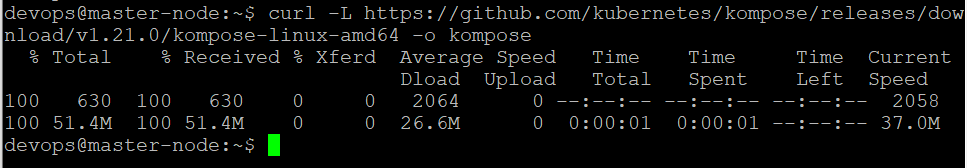 devops@master-node:~$ curl -L https://github.com/kubernetes/kompose/releases/dow
nload/v1.21.0/kompose-linux-amd64 -o kompose
  % Total    % Received % Xferd  Average Speed   Time    Time     Time  Current
                                 Dload  Upload   Total   Spent    Left  Speed
100   630  100   630    0     0   2064      0 --:--:-- --:--:-- --:--:--  2058
100 51.4M  100 51.4M    0     0  26.6M      0  0:00:01  0:00:01 --:--:-- 37.0M
devops@master-node:~$